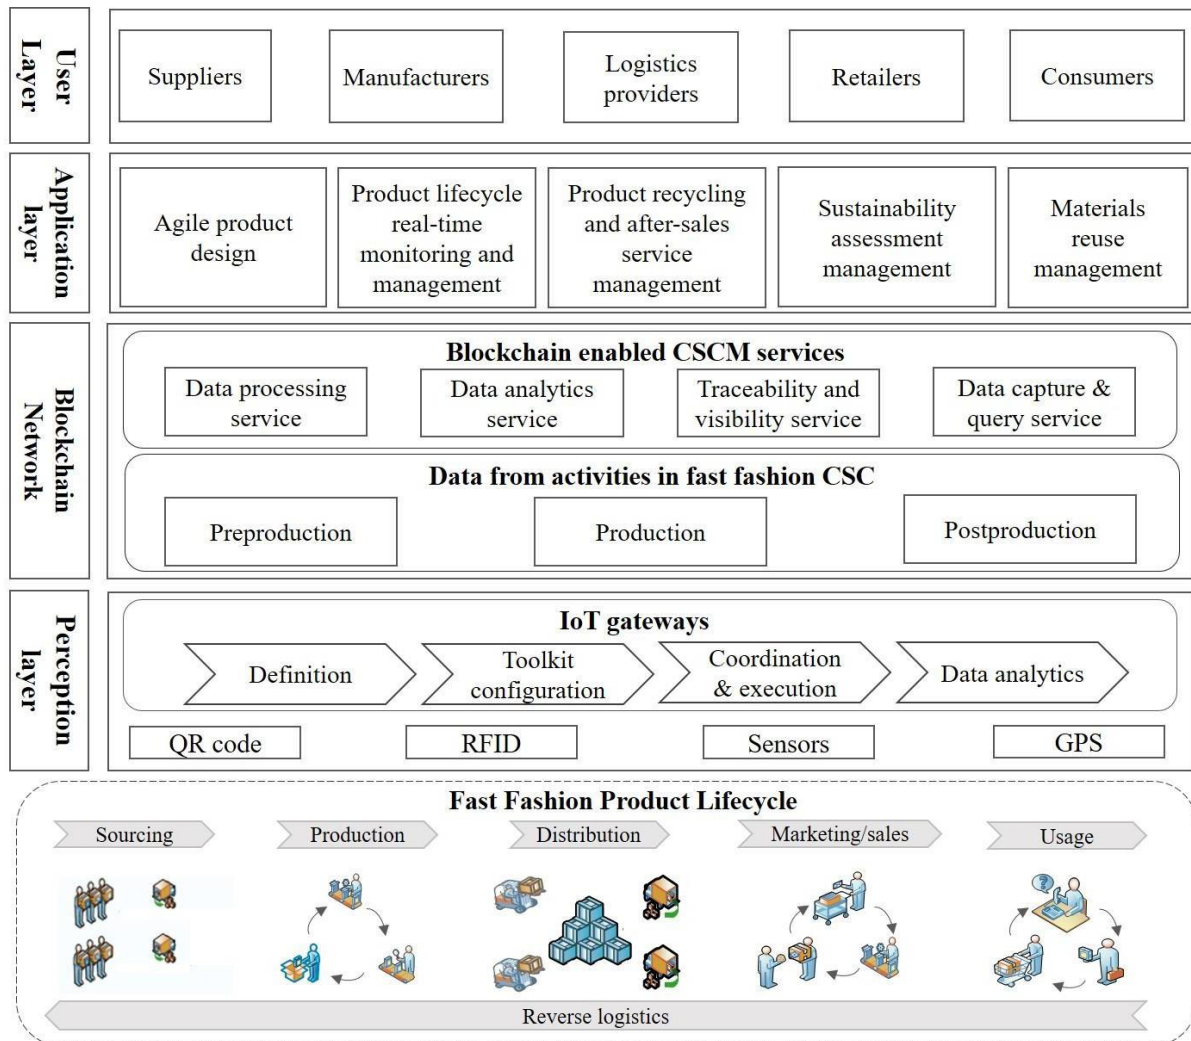 User
Layer
Suppliers
Manufacturers
Logistics
providers
Retailers
Consumers
Application
layer
Agile product
design
Product lifecycle
real-time
monitoring and
management
Product recycling
and after-sales
service
management
Sustainability
assessment
management
Materials
reuse
management
Blockchain
Network
Blockchain enabled CSCM services
Data processing
service
Data analytics
service
Traceability and
visibility service
Data capture &
query service
Data from activities in fast fashion CSC
Preproduction
Production
Postproduction
Perception
layer
IoT gateways
Definition
Toolkit
configuration
Coordination
& execution
Data analytics
QR code
RFID
Sensors
GPS
Fast Fashion Product Lifecycle
Sourcing
Production
Distribution
Marketing/sales
Usage
?
Reverse logistics